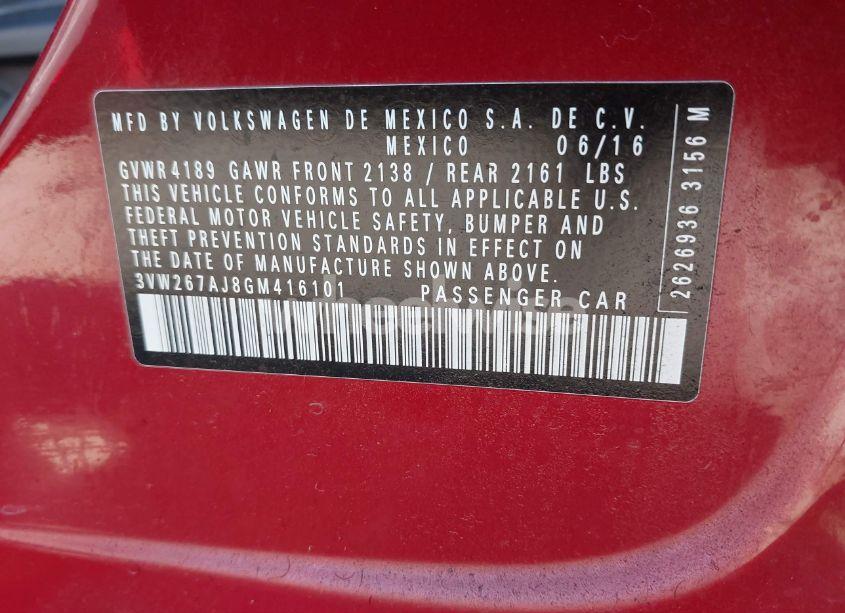 MFD BY VOLKSWAGEN DE MEXICO S.A. DE C.V.
MEXICO 06/16
GVWR 4189 GAWR FRONT 2138 / REAR 2161 LBS
THIS VEHICLE CONFORMS TO ALL APPLICABLE U.S.
FEDERAL MOTOR VEHICLE SAFETY, BUMPER AND
THEFT PREVENTION STANDARDS IN EFFECT ON
THE DATE OF MANUFACTURE SHOWN ABOVE.
3VW267AJ8GM416101 PASSENGER CAR
2626936 3156 M